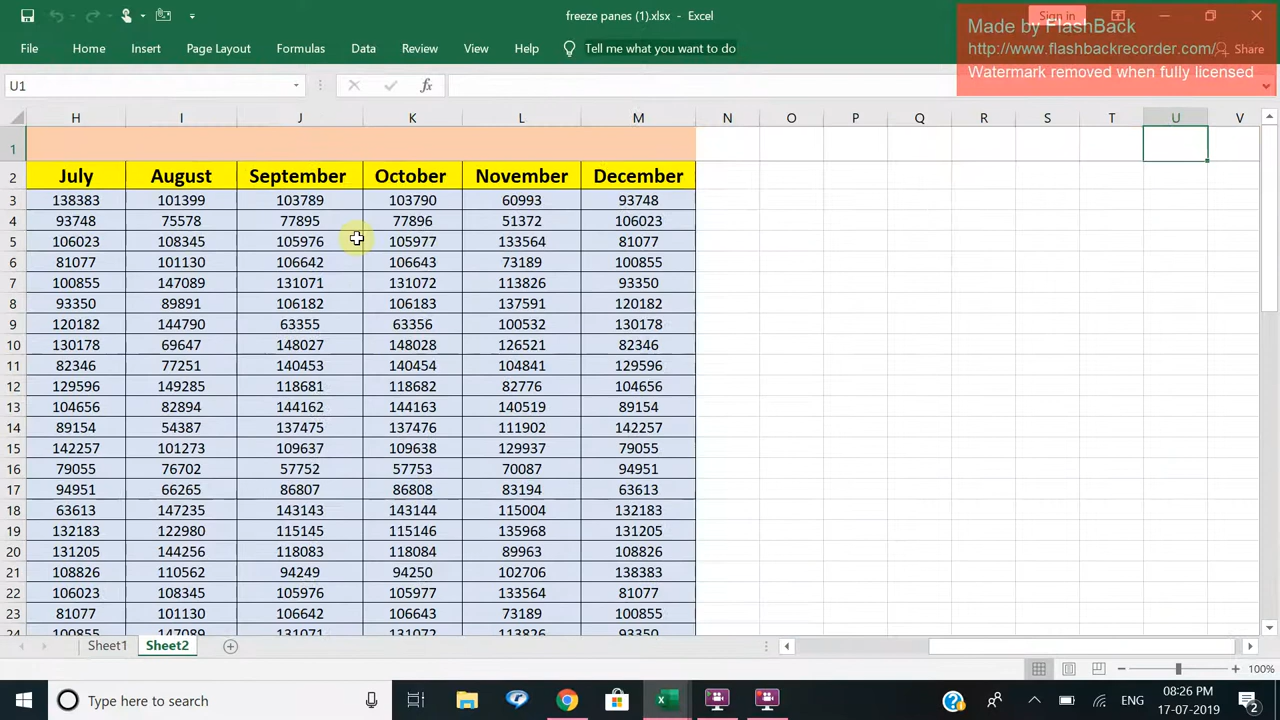 freeze panes (1).xlsx - Excel
Sign in
Made by FlashBack
http://www.flashbackrecorder.com/
Watermark removed when fully licensed
File Home Insert Page Layout Formulas Data Review View Help Tell me what you want to do Share
U1 fx
H I J K L M N O P Q R S T U V
1
2 July August September October November December
3 138383 101399 103789 103790 60993 93748
4 93748 75578 77895 77896 51372 106023
5 106023 108345 105976 105977 133564 81077
6 81077 101130 106642 106643 73189 100855
7 100855 147089 131071 131072 113826 93350
8 93350 89891 106182 106183 137591 120182
9 120182 144790 63355 63356 100532 130178
10 130178 69647 148027 148028 126521 82346
11 82346 77251 140453 140454 104841 129596
12 129596 149285 118681 118682 82776 104656
13 104656 82894 144162 144163 140519 89154
14 89154 54387 137475 137476 111902 142257
15 142257 101273 109637 109638 129937 79055
16 79055 76702 57752 57753 70087 94951
17 94951 66265 86807 86808 83194 63613
18 63613 147235 143143 143144 115004 132183
19 132183 122980 115145 115146 135968 131205
20 131205 144256 118083 118084 89963 108826
21 108826 110562 94249 94250 102706 138383
22 106023 108345 105976 105977 133564 81077
23 81077 101130 106642 106643 73189 100855
24 100855 147089 131071 131072 113826 93350
Sheet1 Sheet2
100%
Type here to search
ENG
08:26 PM
17-07-2019
2